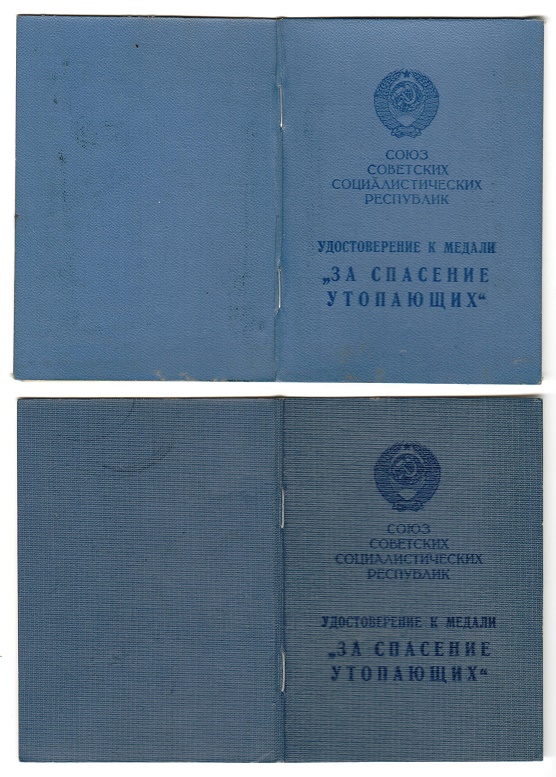 СОЮЗ
СОВЕТСКИХ
СОЦИАЛИСТИЧЕСКИХ
РЕСПУБЛИК
УДОСТОВЕРЕНИЕ К МЕДАЛИ
„ЗА СПАСЕНИЕ
УТОПАЮЩИХ“
СОЮЗ
СОВЕТСКИХ
СОЦИАЛИСТИЧЕСКИХ
РЕСПУБЛИК
УДОСТОВЕРЕНИЕ К МЕДАЛИ
„ЗА СПАСЕНИЕ
УТОПАЮЩИХ“